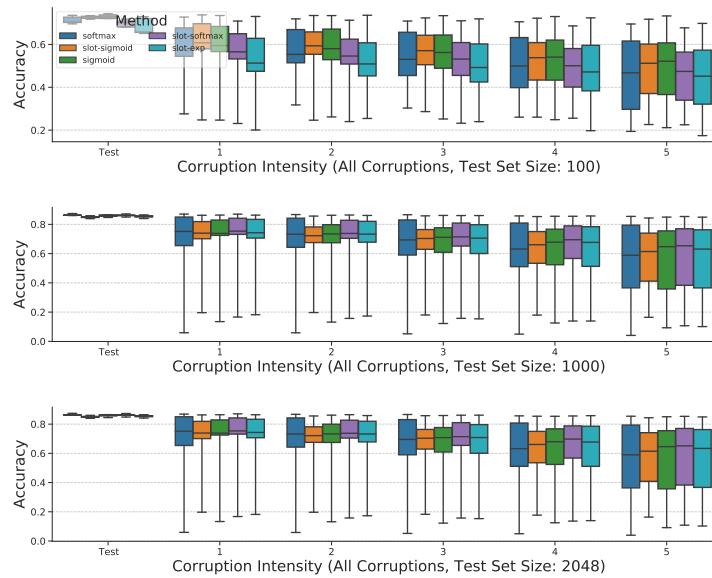 Method
softmax
slot-softmax
slot-sigmoid
slot-exp
sigmoid
Accuracy
0.6
0.4
0.2
Test
1
2
3
4
5
Corruption Intensity (All Corruptions, Test Set Size: 100)
Accuracy
0.8
0.6
0.4
0.2
0.0
Test
1
2
3
4
5
Corruption Intensity (All Corruptions, Test Set Size: 1000)
Accuracy
0.8
0.6
0.4
0.2
0.0
Test
1
2
3
4
5
Corruption Intensity (All Corruptions, Test Set Size: 2048)